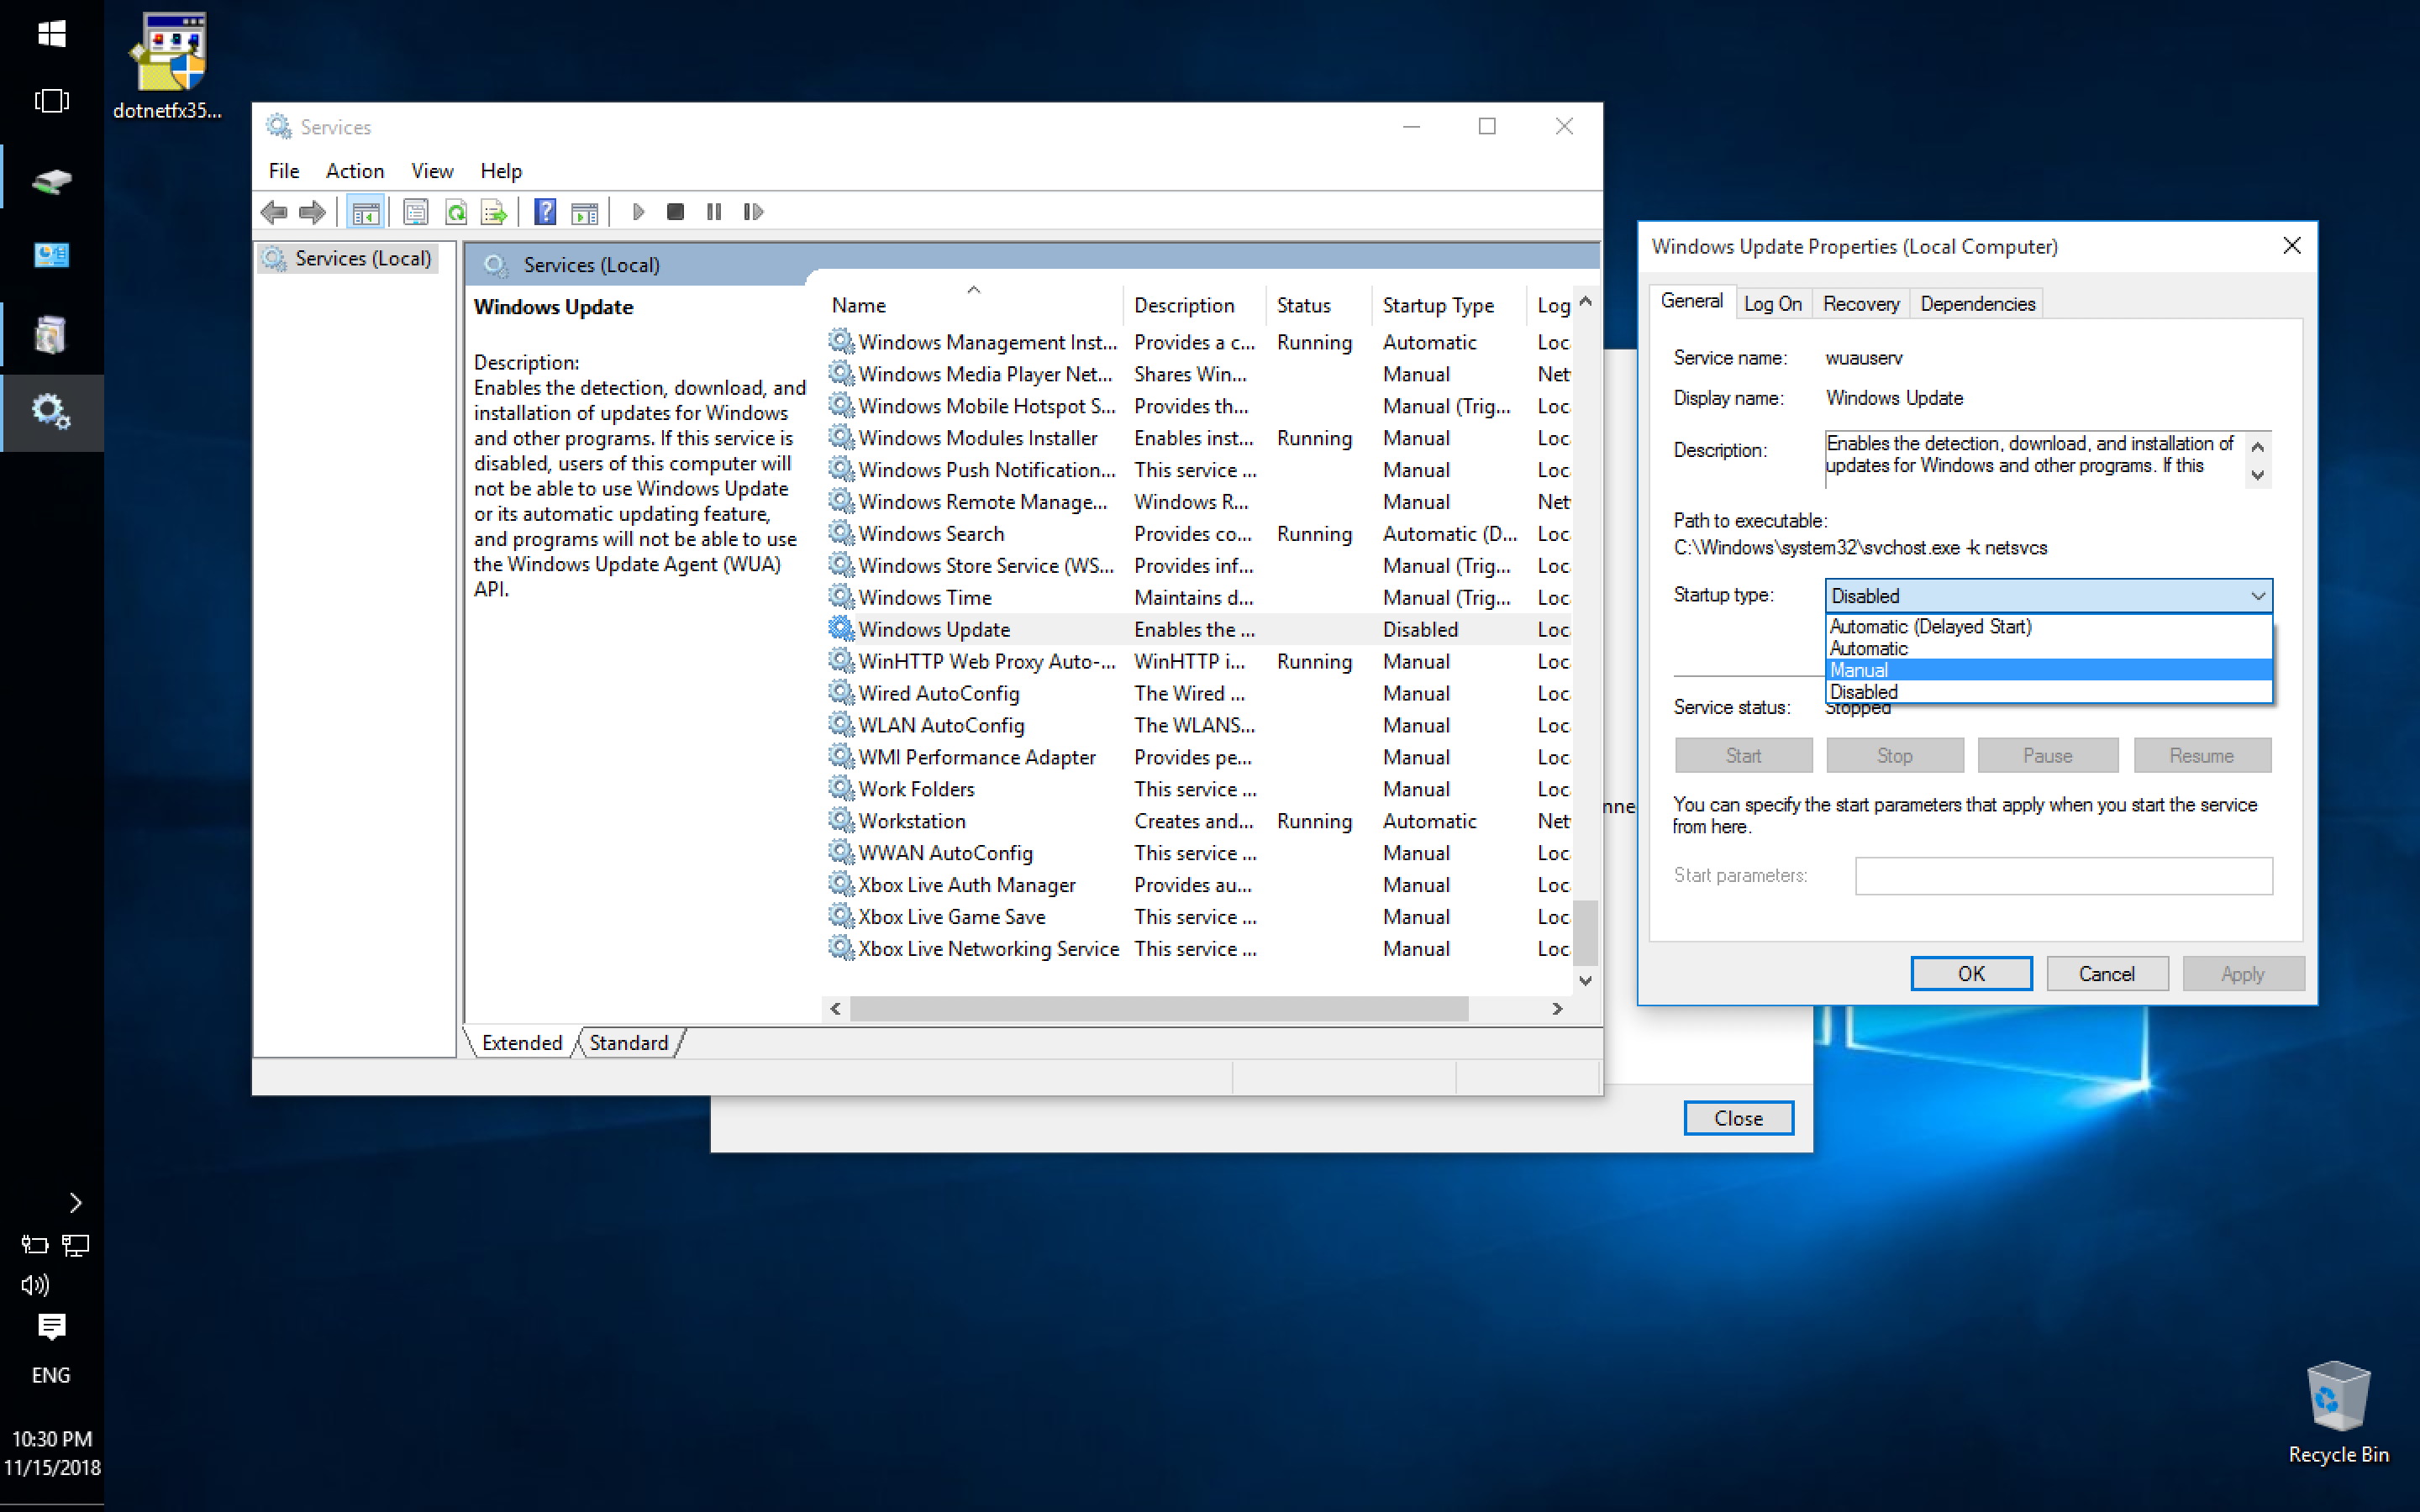 dotnetfx35...
Services
File Action View Help
Services (Local)
Services (Local)
Windows Update
Description:
Enables the detection, download, and
installation of updates for Windows
and other programs. If this service is
disabled, users of this computer will
not be able to use Windows Update
or its automatic updating feature,
and programs will not be able to use
the Windows Update Agent (WUA)
API.
Name Description Status Startup Type Log
Windows Management Inst... Provides a c... Running Automatic Loc
Windows Media Player Net... Shares Win... Manual Net
Windows Mobile Hotspot S... Provides th... Manual (Trig... Loc
Windows Modules Installer Enables inst... Running Manual Loc
Windows Push Notification... This service ... Manual Loc
Windows Remote Manage... Windows R... Manual Net
Windows Search Provides co... Running Automatic (D... Loc
Windows Store Service (WS... Provides inf... Manual (Trig... Loc
Windows Time Maintains d... Manual (Trig... Loc
Windows Update Enables the ... Disabled Loc
WinHTTP Web Proxy Auto-... WinHTTP i... Running Manual Loc
Wired AutoConfig The Wired ... Manual Loc
WLAN AutoConfig The WLANS... Manual Loc
WMI Performance Adapter Provides pe... Manual Loc
Work Folders This service ... Manual Loc
Workstation Creates and... Running Automatic Net
WWAN AutoConfig This service ... Manual Loc
Xbox Live Auth Manager Provides au... Manual Loc
Xbox Live Game Save This service ... Manual Loc
Xbox Live Networking Service This service ... Manual Loc
Extended Standard
nne
Close
Windows Update Properties (Local Computer)
General Log On Recovery Dependencies
Service name: wuauserv
Display name: Windows Update
Description: Enables the detection, download, and installation of
updates for Windows and other programs. If this
Path to executable:
C:\Windows\system32\svchost.exe -k netsvcs
Startup type: Disabled
Automatic (Delayed Start)
Automatic
Manual
Disabled
Service status: Stopped
Start Stop Pause Resume
You can specify the start parameters that apply when you start the service
from here.
Start parameters:
OK Cancel Apply
ENG
10:30 PM
11/15/2018
Recycle Bin